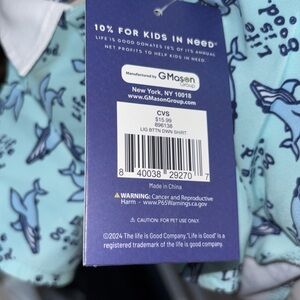 10% FOR KIDS IN NEED®
LIFE IS GOOD DONATES 10% OF ITS ANNUAL
NET PROFITS TO HELP KIDS IN NEED.
Manufactured by GMason
Group
New York, NY 10018
www.GMasonGroup.com
CVS
$15.99
896138
LIG BTTN DWN SHIRT
8 40038 29270 7
Made in China
⚠WARNING: Cancer and Reproductive
Harm - www.P65Warnings.ca.gov
⚠ CAUTION: FOR PET USE ONLY.
©2024 The Life is Good Company. "Life is Good" is a
registered trademark of the life is good company.